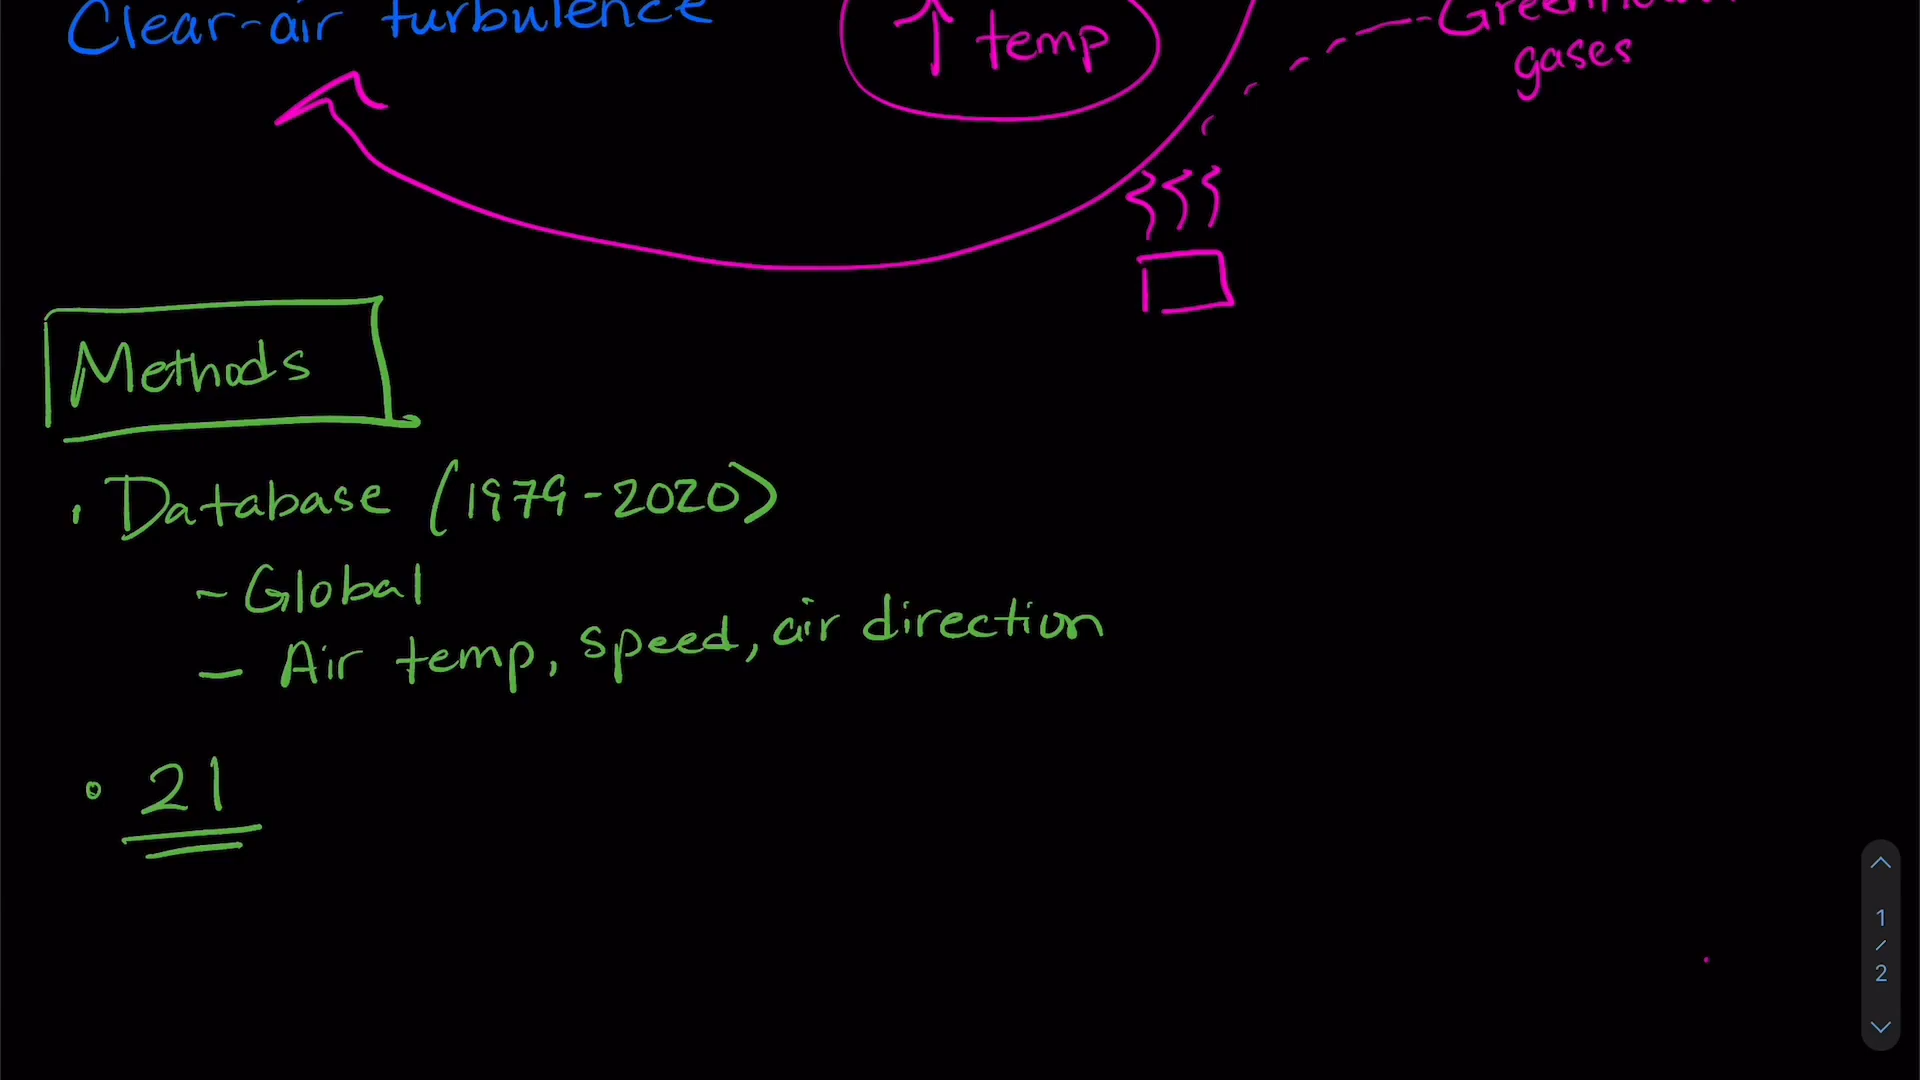 Clear-air turbulence
↑ temp
gases
Methods
• Database (1979-2020)
- Global
- Air temp, speed, air direction
• 21
1
/
2